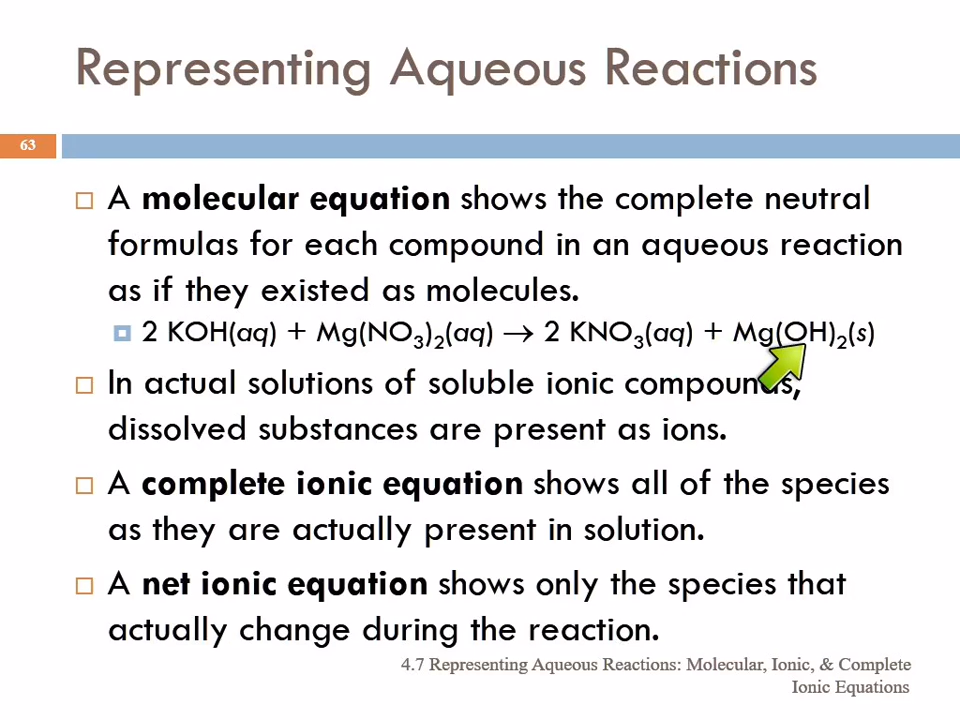 Representing Aqueous Reactions
63
A molecular equation shows the complete neutral
formulas for each compound in an aqueous reaction
as if they existed as molecules.
2 KOH(aq) + Mg(NO₃)₂(aq) → 2 KNO₃(aq) + Mg(OH)₂(s)
In actual solutions of soluble ionic compounds,
dissolved substances are present as ions.
A complete ionic equation shows all of the species
as they are actually present in solution.
A net ionic equation shows only the species that
actually change during the reaction.
4.7 Representing Aqueous Reactions: Molecular, Ionic, & Complete
Ionic Equations